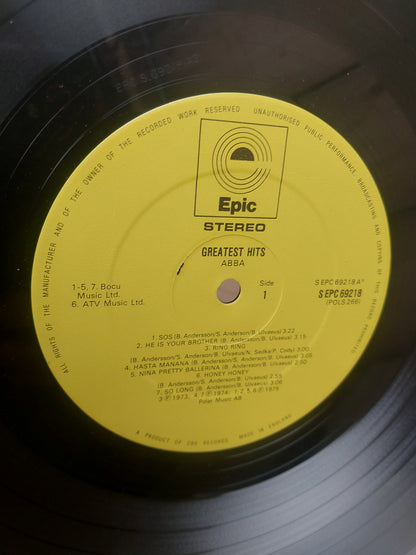 ALL RIGHTS OF THE MANUFACTURER AND OF THE OWNER OF THE RECORDED WORK RESERVED UNAUTHORISED PUBLIC PERFORMANCE, BROADCASTING AND COPYING OF THIS RECORD PROHIBITED
Epic
STEREO
GREATEST HITS
ABBA
1-5, 7. Bocu
Music Ltd.
6. ATV Music Ltd.
Side
1
S EPC 69218 A°
S EPC 69218
(POLS 266)
1. SOS (B. Andersson/S. Anderson/B. Ulvaeus) 3.22
2. HE IS YOUR BROTHER (B. Andersson/B. Ulvaeus) 3.15
3. RING RING
(B. Andersson/S. Anderson/B. Ulvaeus/N. Sedka/P. Cody) 3.00
4. HASTA MANANA (B. Andersson/S. Anderson/B. Ulvaeus) 3.05
5. NINA PRETTY BALLERINA (B. Andersson/B. Ulvaeus) 2.50
6. HONEY HONEY
(B. Andersson/S. Anderson/B. Ulvaeus) 2.55
7. SO LONG (B. Andersson/B. Ulvaeus) 3.06
Polar Music AB
A PRODUCT OF CBS RECORDS MADE IN ENGLAND